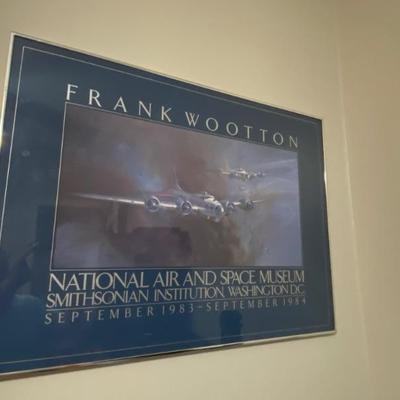 FRANK WOOTTON
NATIONAL AIR AND SPACE MUSEUM
SMITHSONIAN INSTITUTION, WASHINGTON D.C.
SEPTEMBER 1983–SEPTEMBER 1984